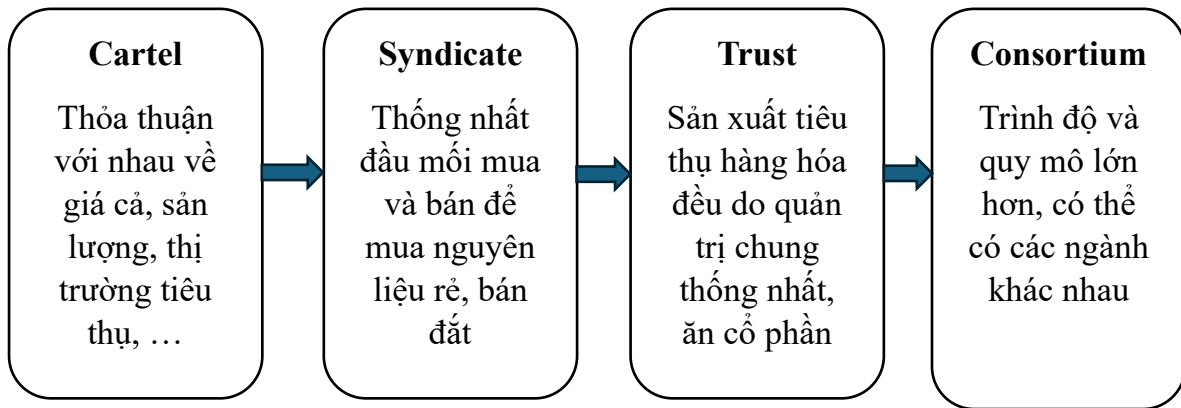 Cartel
Thỏa thuận
với nhau về
giá cả, sản
lượng, thị
trường tiêu
thụ, …
Syndicate
Thống nhất
đầu mối mua
và bán để
mua nguyên
liệu rẻ, bán
đắt
Trust
Sản xuất tiêu
thụ hàng hóa
đều do quản
trị chung
thống nhất,
ăn cổ phần
Consortium
Trình độ và
quy mô lớn
hơn, có thể
có các ngành
khác nhau